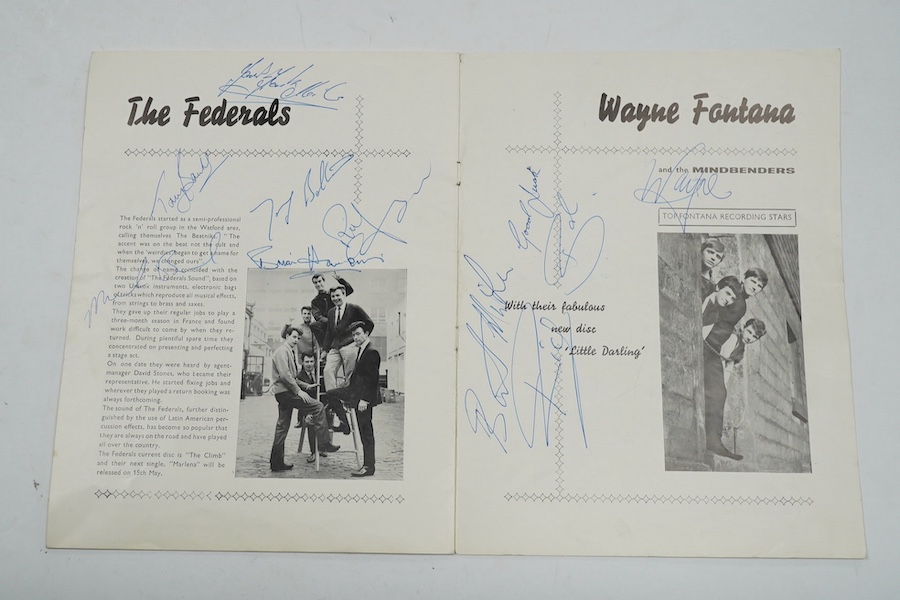 The Federals
The Federals started as a semi-professional
rock 'n' roll group in the Watford area,
calling themselves The Beatniks. "The
accent was on the beat not the cult and
when the 'weirdies' began to get a name for
themselves, we changed ours".
The change of name coincided with the
creation of "The Federals Sound", based on
two instruments, electronic bags
of tricks which reproduce all musical effects,
from strings to brass and saxes.
They gave up their regular jobs to play a
three-month season in France and found
work difficult to come by when they re-
turned. During plentiful spare time they
concentrated on presenting and perfecting
a stage act.
On one date they were heard by agent-
manager David Stones, who became their
representative. He started fixing jobs and
wherever they played a return booking was
always forthcoming.
The sound of The Federals, further distin-
guished by the use of Latin American per-
cussion effects, has become so popular that
they are always on the road and have played
all over the country.
The Federals current disc is "The Climb"
and their next single, "Marlena" will be
released on 15th May.
Wayne Fontana
and the MINDBENDERS
Wayne
TOP FONTANA RECORDING STARS
Good Luck
With their fabulous
new disc
'Little Darling'